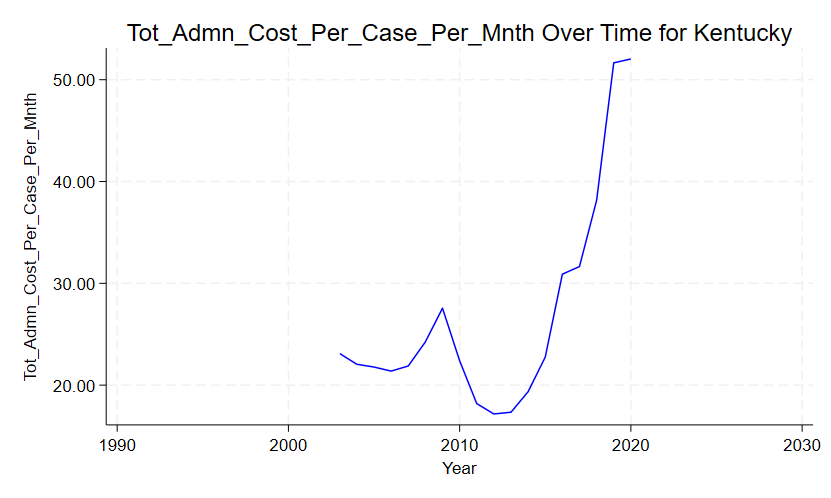 Tot_Admn_Cost_Per_Case_Per_Mnth Over Time for Kentucky
Tot_Admn_Cost_Per_Case_Per_Mnth
50.00
40.00
30.00
20.00
1990 2000 2010 2020 2030
Year